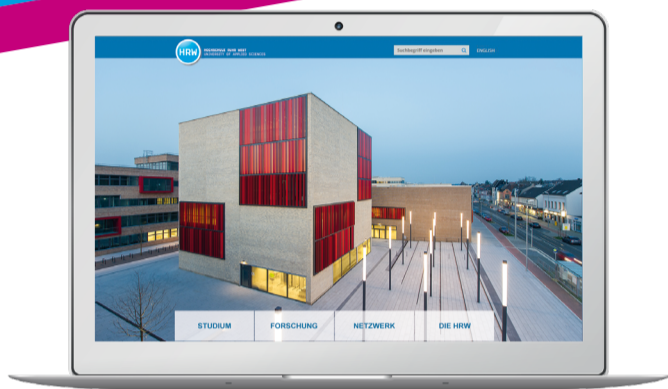 HRW
HOCHSCHULE RUHR WEST
UNIVERSITY OF APPLIED SCIENCES
Suchbegriff eingeben
ENGLISH
STUDIUM
FORSCHUNG
NETZWERK
DIE HRW